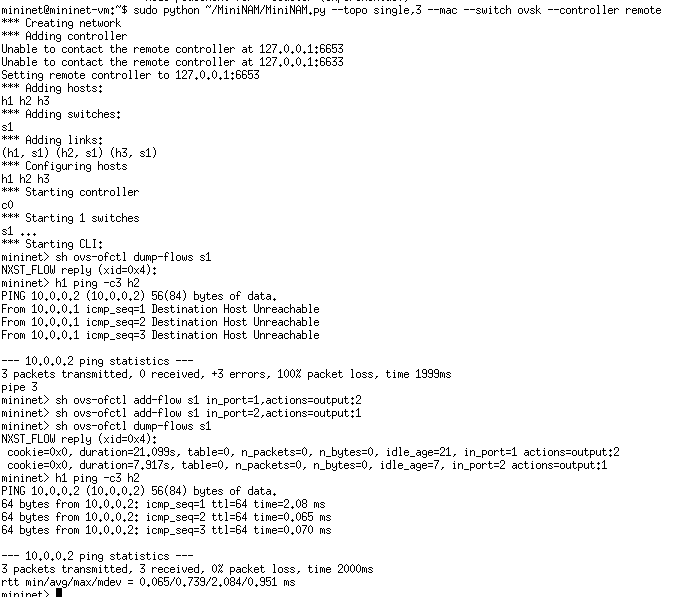 mininet@mininet-vm:~$ sudo python ~/MiniNAM/MiniNAM.py --topo single,3 --mac --switch ovsk --controller remote
*** Creating network
*** Adding controller
Unable to contact the remote controller at 127.0.0.1:6653
Unable to contact the remote controller at 127.0.0.1:6633
Setting remote controller to 127.0.0.1:6653
*** Adding hosts:
h1 h2 h3
*** Adding switches:
s1
*** Adding links:
(h1, s1) (h2, s1) (h3, s1)
*** Configuring hosts
h1 h2 h3
*** Starting controller
c0
*** Starting 1 switches
s1 ...
*** Starting CLI:
mininet> sh ovs-ofctl dump-flows s1
NXST_FLOW reply (xid=0x4):
mininet> h1 ping -c3 h2
PING 10.0.0.2 (10.0.0.2) 56(84) bytes of data.
From 10.0.0.1 icmp_seq=1 Destination Host Unreachable
From 10.0.0.1 icmp_seq=2 Destination Host Unreachable
From 10.0.0.1 icmp_seq=3 Destination Host Unreachable
--- 10.0.0.2 ping statistics ---
3 packets transmitted, 0 received, +3 errors, 100% packet loss, time 1999ms
pipe 3
mininet> sh ovs-ofctl add-flow s1 in_port=1,actions=output:2
mininet> sh ovs-ofctl add-flow s1 in_port=2,actions=output:1
mininet> sh ovs-ofctl dump-flows s1
NXST_FLOW reply (xid=0x4):
cookie=0x0, duration=21.099s, table=0, n_packets=0, n_bytes=0, idle_age=21, in_port=1 actions=output:2
cookie=0x0, duration=7.917s, table=0, n_packets=0, n_bytes=0, idle_age=7, in_port=2 actions=output:1
mininet> h1 ping -c3 h2
PING 10.0.0.2 (10.0.0.2) 56(84) bytes of data.
64 bytes from 10.0.0.2: icmp_seq=1 ttl=64 time=2.08 ms
64 bytes from 10.0.0.2: icmp_seq=2 ttl=64 time=0.065 ms
64 bytes from 10.0.0.2: icmp_seq=3 ttl=64 time=0.070 ms
--- 10.0.0.2 ping statistics ---
3 packets transmitted, 3 received, 0% packet loss, time 2000ms
rtt min/avg/max/mdev = 0.065/0.739/2.084/0.951 ms
mininet>